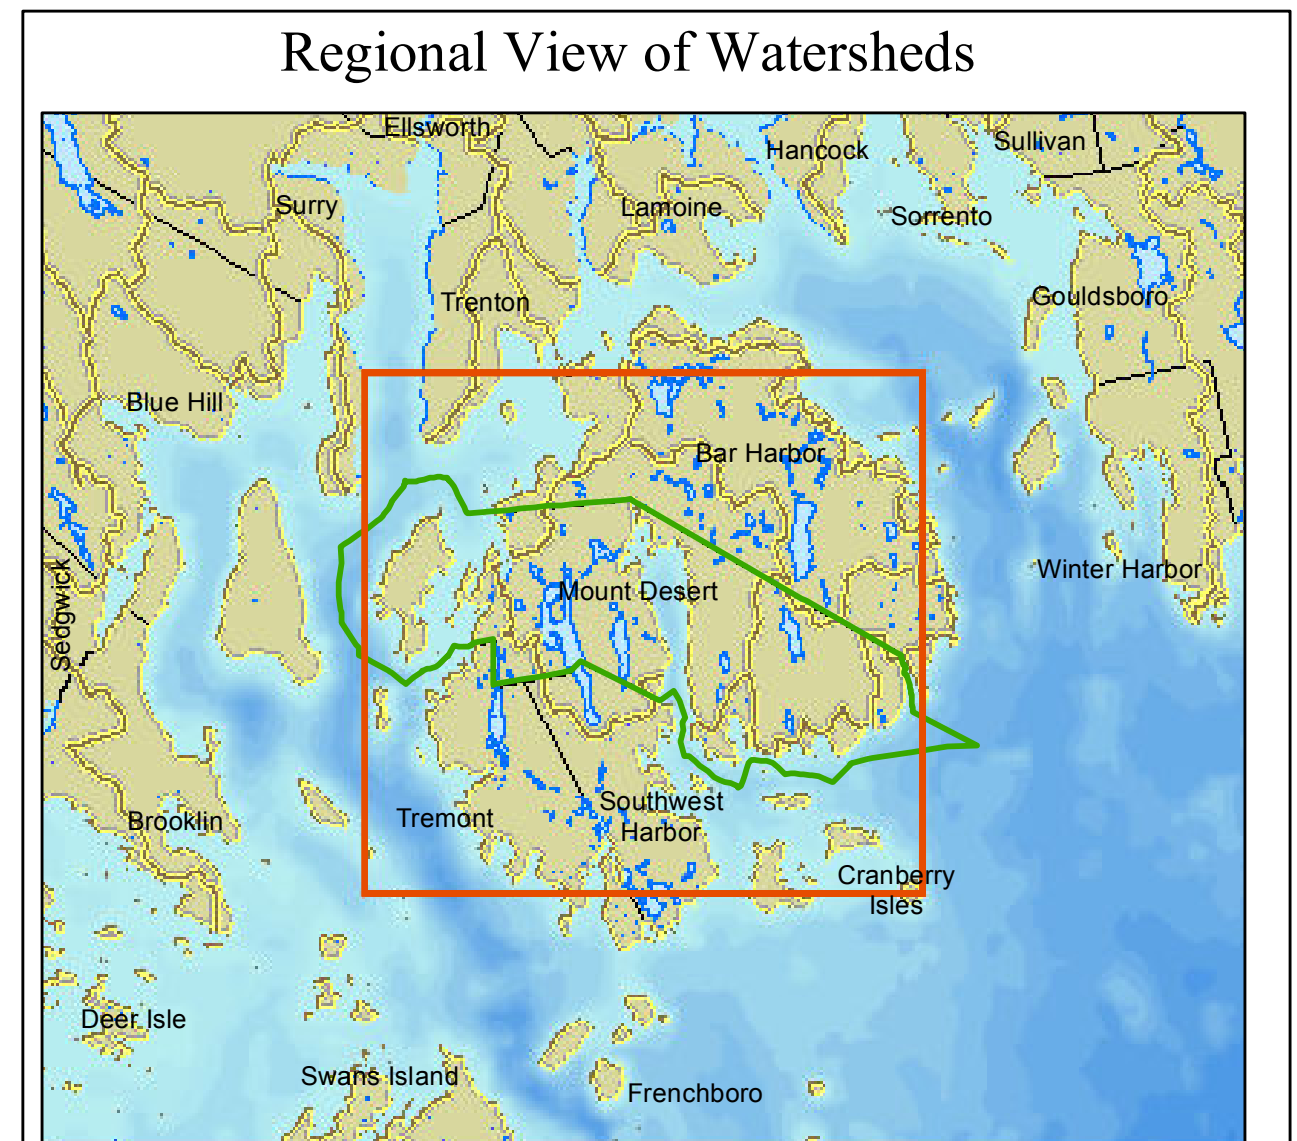 Regional View of Watersheds
Ellsworth
Sullivan
Hancock
Surry
Lamoine
Sorrento
Trenton
Gouldsboro
Blue Hill
Bar Harbor
Winter Harbor
Mount Desert
Sedgwick
Southwest
Harbor
Tremont
Brooklin
Cranberry
Isles
Deer Isle
Swans Island
Frenchboro